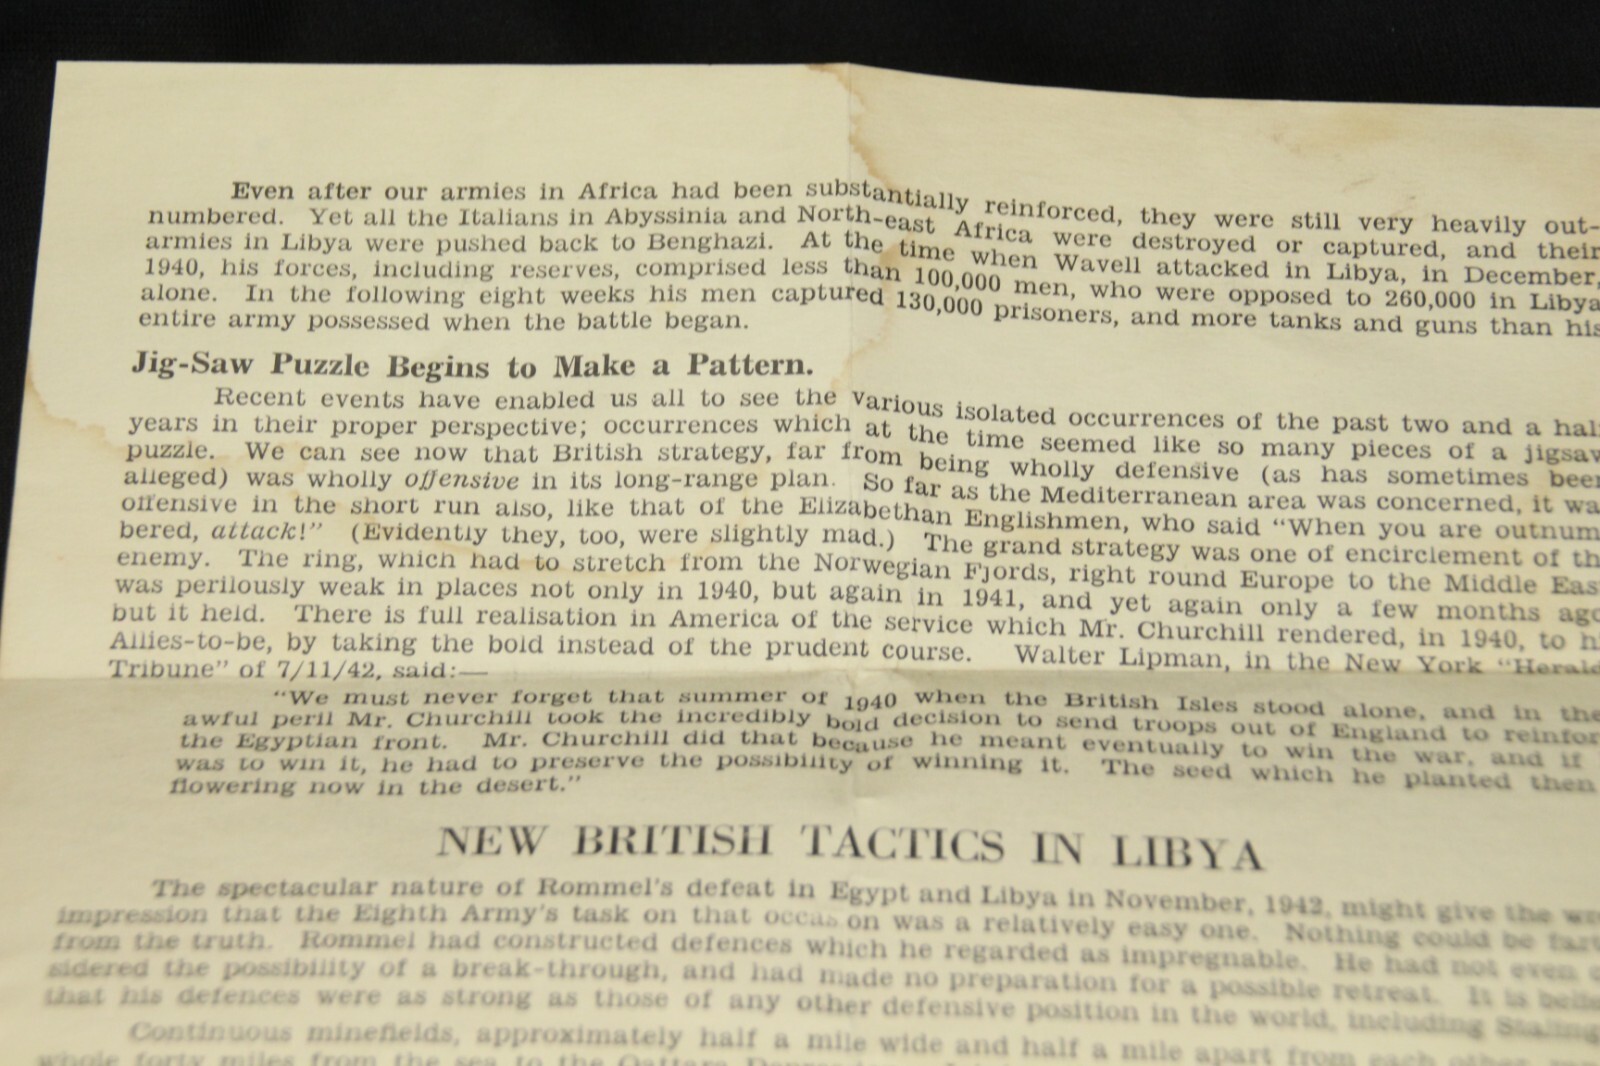 Even after our armies in Africa had been substantially reinforced, they were still very heavily out-
numbered. Yet all the Italians in Abyssinia and North-east Africa were destroyed or captured, and their
armies in Libya were pushed back to Benghazi. At the time when Wavell attacked in Libya, in December,
1940, his forces, including reserves, comprised less than 100,000 men, who were opposed to 260,000 in Libya
alone. In the following eight weeks his men captured 130,000 prisoners, and more tanks and guns than his
entire army possessed when the battle began.
Jig-Saw Puzzle Begins to Make a Pattern.
Recent events have enabled us all to see the various isolated occurrences of the past two and a hal
years in their proper perspective; occurrences which at the time seemed like so many pieces of a jigsaw
puzzle. We can see now that British strategy, far from being wholly defensive (as has sometimes been
alleged) was wholly offensive in its long-range plan. So far as the Mediterranean area was concerned, it wa
offensive in the short run also, like that of the Elizabethan Englishmen, who said "When you are outnum
bered, attack!" (Evidently they, too, were slightly mad.) The grand strategy was one of encirclement of th
enemy. The ring, which had to stretch from the Norwegian Fjords, right round Europe to the Middle Eas
was perilously weak in places not only in 1940, but again in 1941, and yet again only a few months ago
but it held. There is full realisation in America of the service which Mr. Churchill rendered, in 1940, to hi
Allies-to-be, by taking the bold instead of the prudent course. Walter Lipman, in the New York "Herald
Tribune" of 7/11/42, said:—
"We must never forget that summer of 1940 when the British Isles stood alone, and in the
awful peril Mr. Churchill took the incredibly bold decision to send troops out of England to reinfor
the Egyptian front. Mr. Churchill did that because he meant eventually to win the war, and if
was to win it, he had to preserve the possibility of winning it. The seed which he planted then
flowering now in the desert."
NEW BRITISH TACTICS IN LIBYA
The spectacular nature of Rommel's defeat in Egypt and Libya in November, 1942, might give the
impression that the Eighth Army's task on that occas on was a relatively easy one. Nothing could be
from the truth. Rommel had constructed defences which he regarded as impregnable. He had not even
sidered the possibility of a break-through, and had made no preparation for a possible retreat. It is
that his defences were as strong as those of any other defensive position in the world, including
Continuous minefields, approximately half a mile wide and half a mile apart from each other,
whole forty miles from the sea to the Qattara